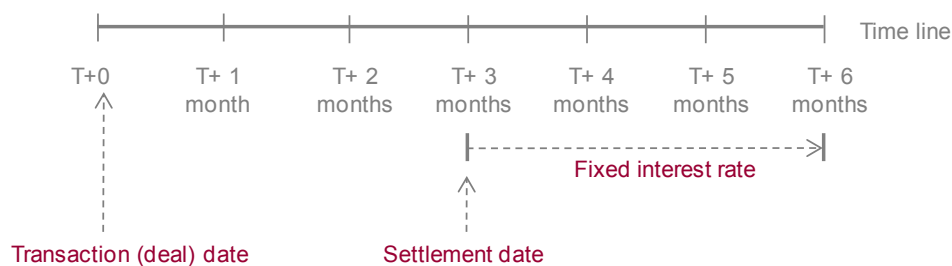 Time line
T+0
T+ 1
month
T+ 2
months
T+ 3
months
T+ 4
months
T+ 5
months
T+ 6
months
Fixed interest rate
Transaction (deal) date
Settlement date